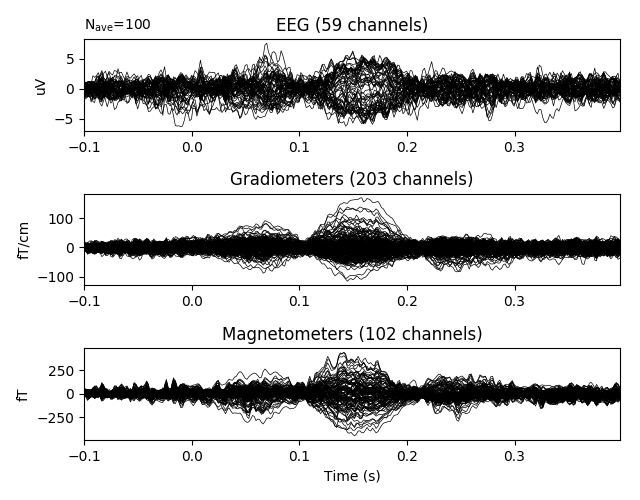 N_ave=100
EEG (59 channels)
5
0
−5
uV
−0.1 0.0 0.1 0.2 0.3
Gradiometers (203 channels)
100
0
−100
fT/cm
−0.1 0.0 0.1 0.2 0.3
Magnetometers (102 channels)
250
0
−250
fT
−0.1 0.0 0.1 0.2 0.3
Time (s)